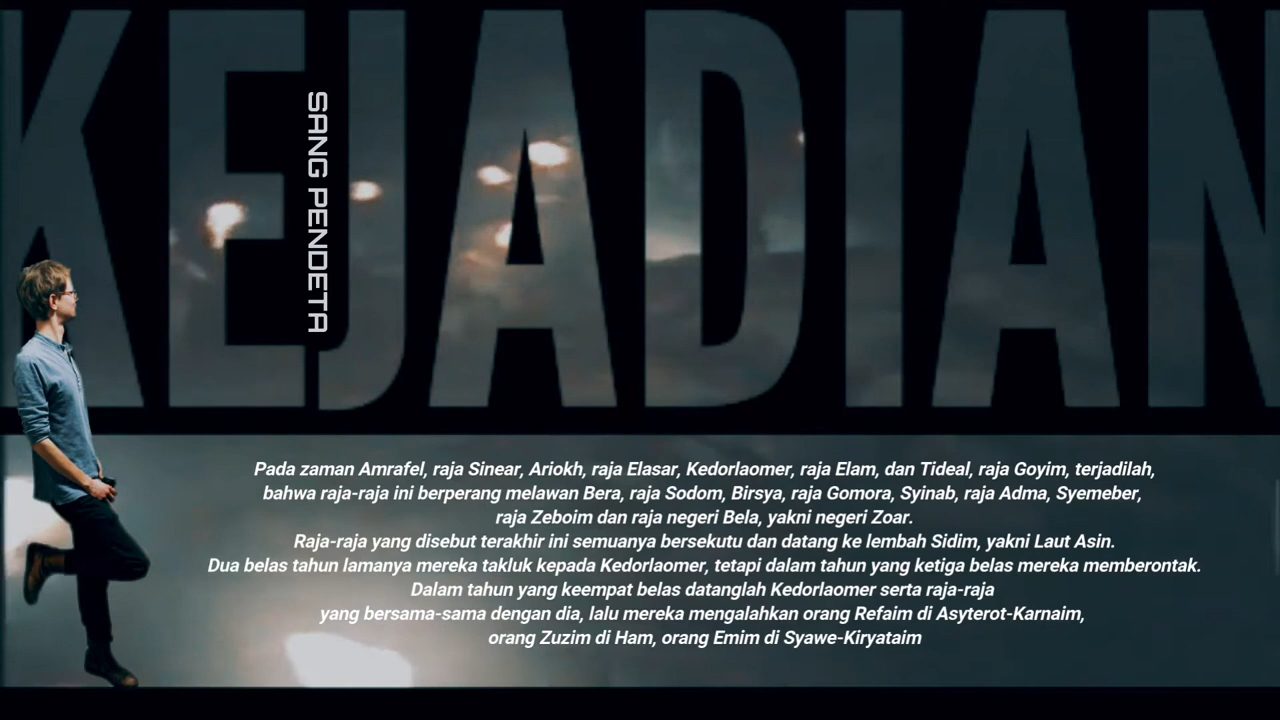 KEJADIAN
SANG PENDETA
Pada zaman Amrafel, raja Sinear, Ariokh, raja Elasar, Kedorlaomer, raja Elam, dan Tideal, raja Goyim, terjadilah,
bahwa raja-raja ini berperang melawan Bera, raja Sodom, Birsya, raja Gomora, Syinab, raja Adma, Syemeber,
raja Zeboim dan raja negeri Bela, yakni negeri Zoar.
Raja-raja yang disebut terakhir ini semuanya bersekutu dan datang ke lembah Sidim, yakni Laut Asin.
Dua belas tahun lamanya mereka takluk kepada Kedorlaomer, tetapi dalam tahun yang ketiga belas mereka memberontak.
Dalam tahun yang keempat belas datanglah Kedorlaomer serta raja-raja
yang bersama-sama dengan dia, lalu mereka mengalahkan orang Refaim di Asyterot-Karnaim,
orang Zuzim di Ham, orang Emim di Syawe-Kiryataim